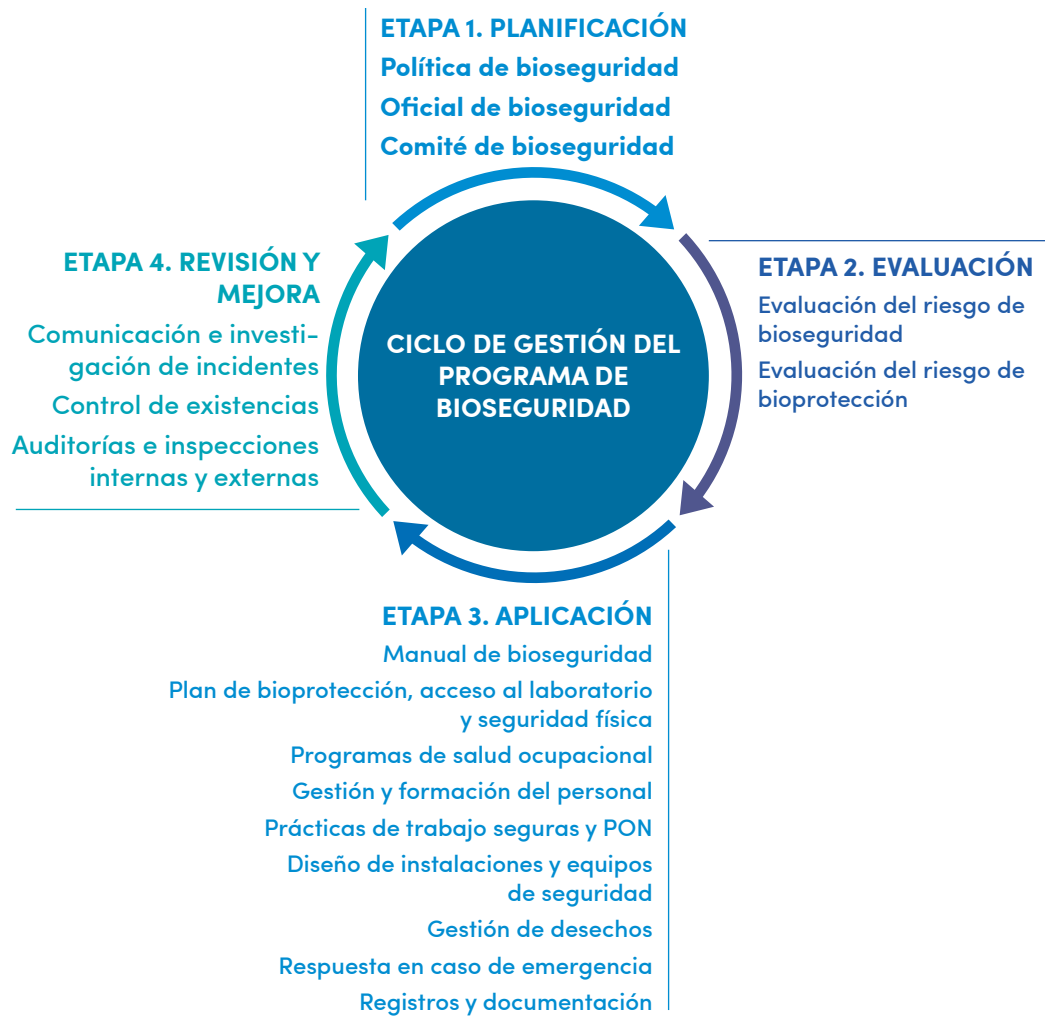 ETAPA 1. PLANIFICACIÓN
Política de bioseguridad
Oficial de bioseguridad
Comité de bioseguridad
CICLO DE GESTIÓN DEL
PROGRAMA DE
BIOSEGURIDAD
ETAPA 2. EVALUACIÓN
Evaluación del riesgo de
bioseguridad
Evaluación del riesgo de
bioprotección
ETAPA 3. APLICACIÓN
Manual de bioseguridad
Plan de bioprotección, acceso al laboratorio
y seguridad física
Programas de salud ocupacional
Gestión y formación del personal
Prácticas de trabajo seguras y PON
Diseño de instalaciones y equipos
de seguridad
Gestión de desechos
Respuesta en caso de emergencia
Registros y documentación
ETAPA 4. REVISIÓN Y
MEJORA
Comunicación e investi-
gación de incidentes
Control de existencias
Auditorías e inspecciones
internas y externas